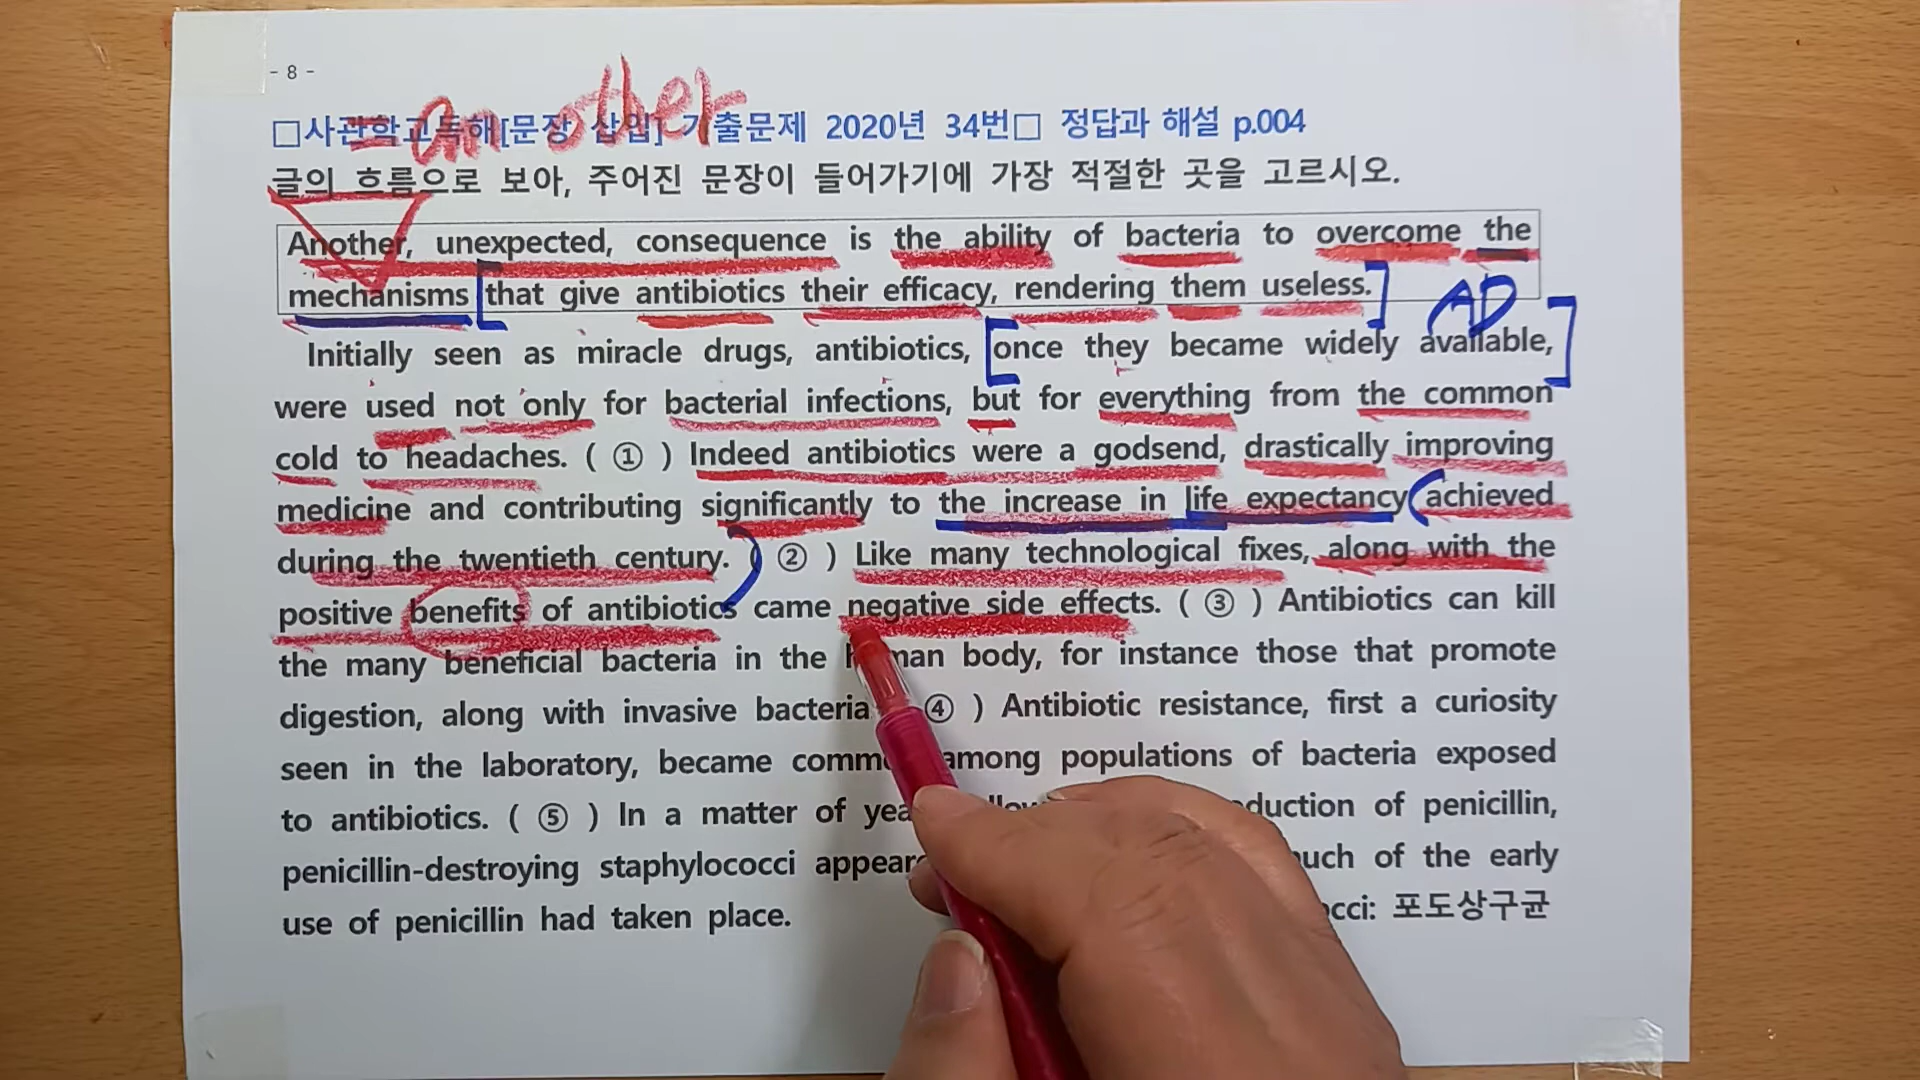 - 8 -
= an other
□사관학교독해[문장 삽입] 기출문제 2020년 34번□ 정답과 해설 p.004
글의 흐름으로 보아, 주어진 문장이 들어가기에 가장 적절한 곳을 고르시오.
Another, unexpected, consequence is the ability of bacteria to overcome the
mechanisms [that give antibiotics their efficacy, rendering them useless.]
AD
Initially seen as miracle drugs, antibiotics, [once they became widely available,]
were used not only for bacterial infections, but for everything from the common
cold to headaches. ( ① ) Indeed antibiotics were a godsend, drastically improving
medicine and contributing significantly to the increase in life expectancy (achieved
during the twentieth century. ) ( ② ) Like many technological fixes, along with the
positive benefits of antibiotics came negative side effects. ( ③ ) Antibiotics can kill
the many beneficial bacteria in the human body, for instance those that promote
digestion, along with invasive bacteria ④ ) Antibiotic resistance, first a curiosity
seen in the laboratory, became among populations of bacteria exposed
to antibiotics. ( ⑤ ) In a matter of of penicillin,
penicillin-destroying staphylococci of the early
use of penicillin had taken place. 포도상구균